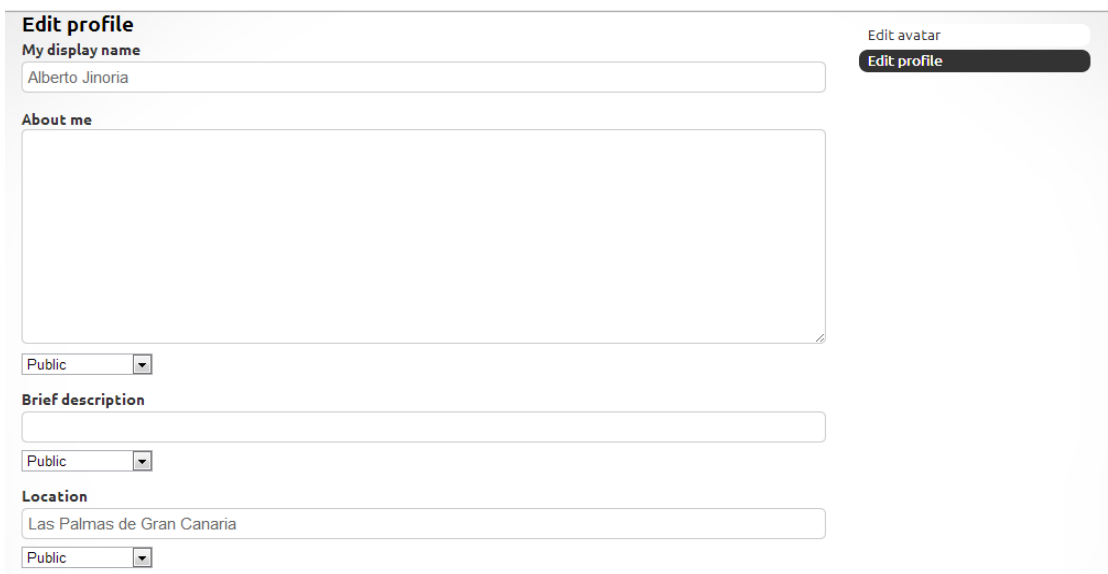 Edit profile
My display name
Alberto Jinoria
About me
Public
Brief description
Public
Location
Las Palmas de Gran Canaria
Public
Edit avatar
Edit profile